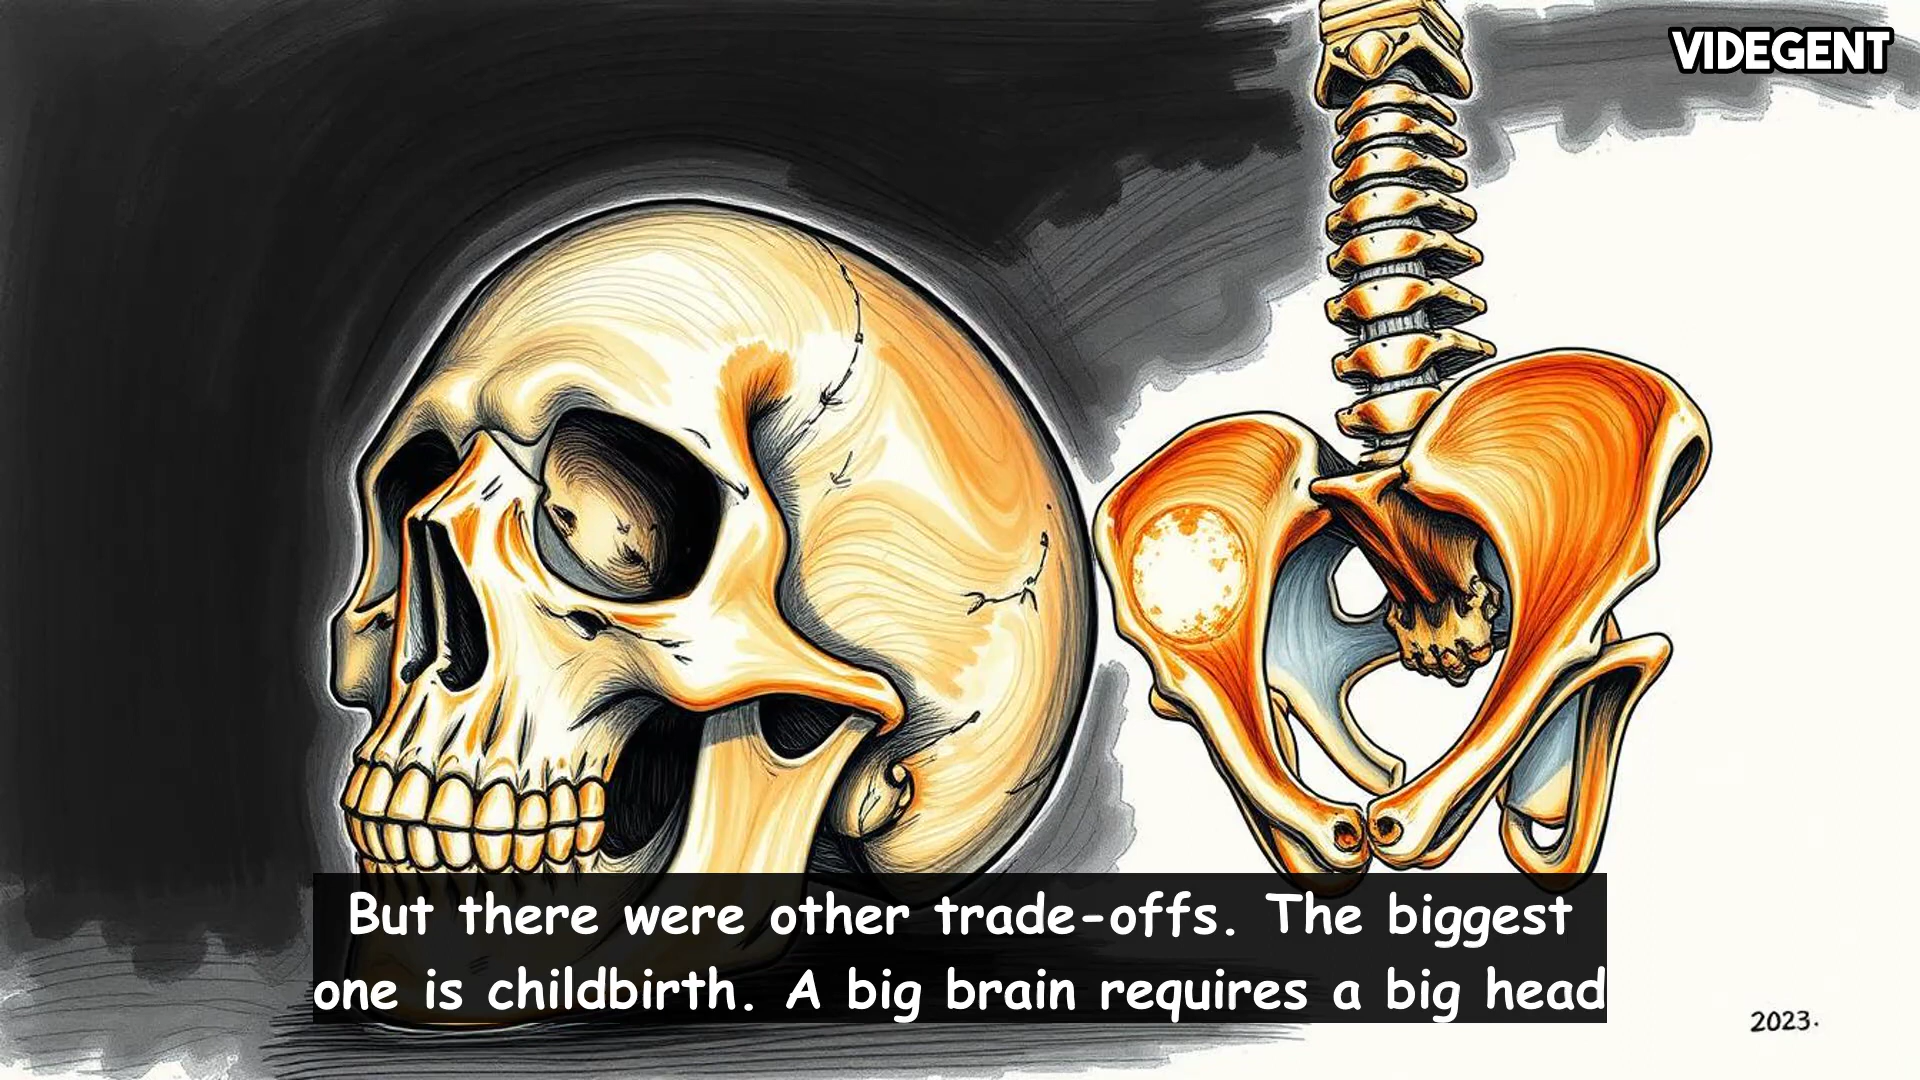 VIDEGENT
But there were other trade-offs. The biggest
one is childbirth. A big brain requires a big head
2023.